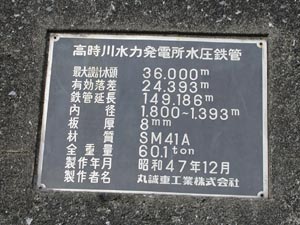 高時川水力発電所水圧鉄管
最大設計水頭 36.000m
有効落差 24.393m
鉄管延長 149.186m
内径 1.800~1.393m
板厚 8mm
材質 SM41A
全重量 60.1ton
製作年月 昭和47年12月
製作者名 丸誠重工業株式会社